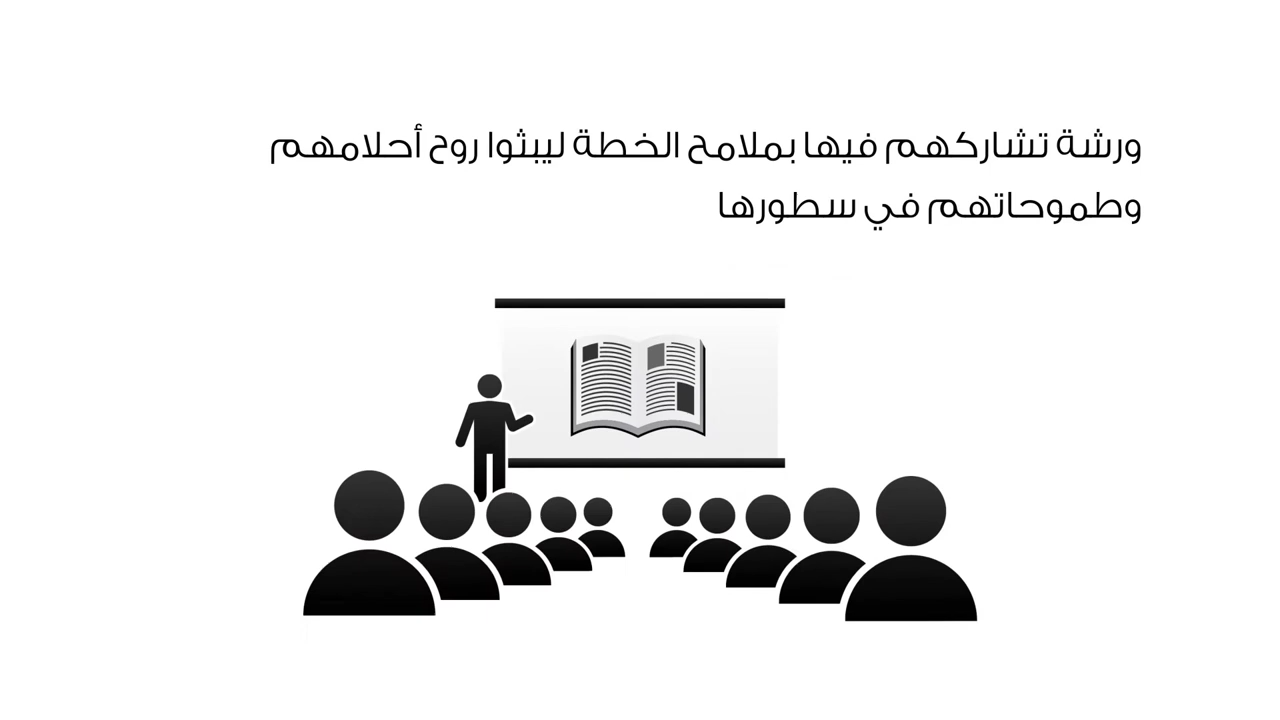 ورشة تشاركهم فيها بملامح الخطة ليبثوا روح أحلامهم
وطموحاتهم في سطورها